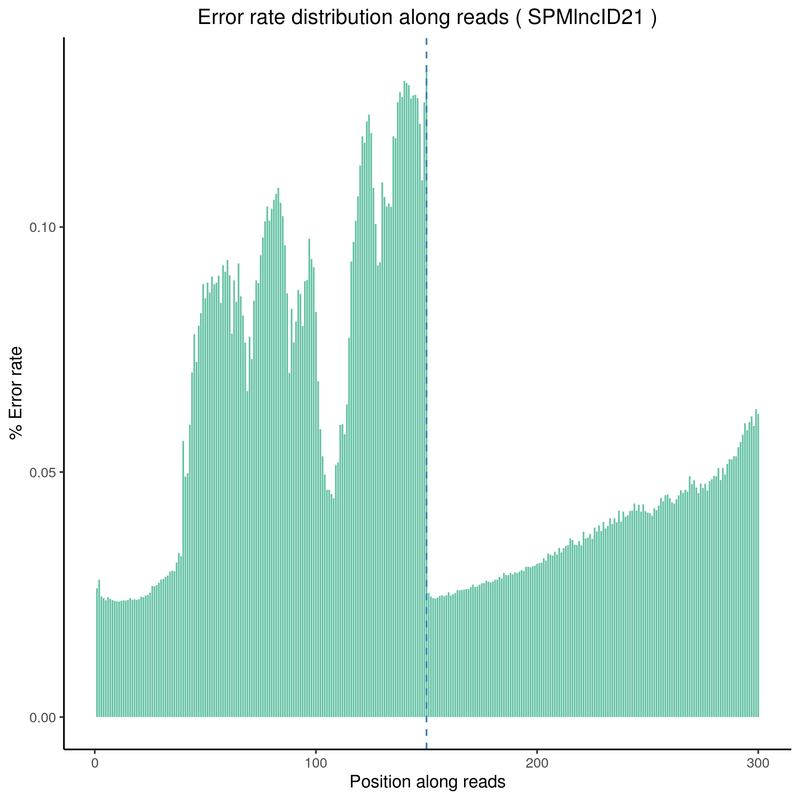 Error rate distribution along reads ( SPMlncID21 )
% Error rate
0.10
0.05
0.00
0
100
200
300
Position along reads